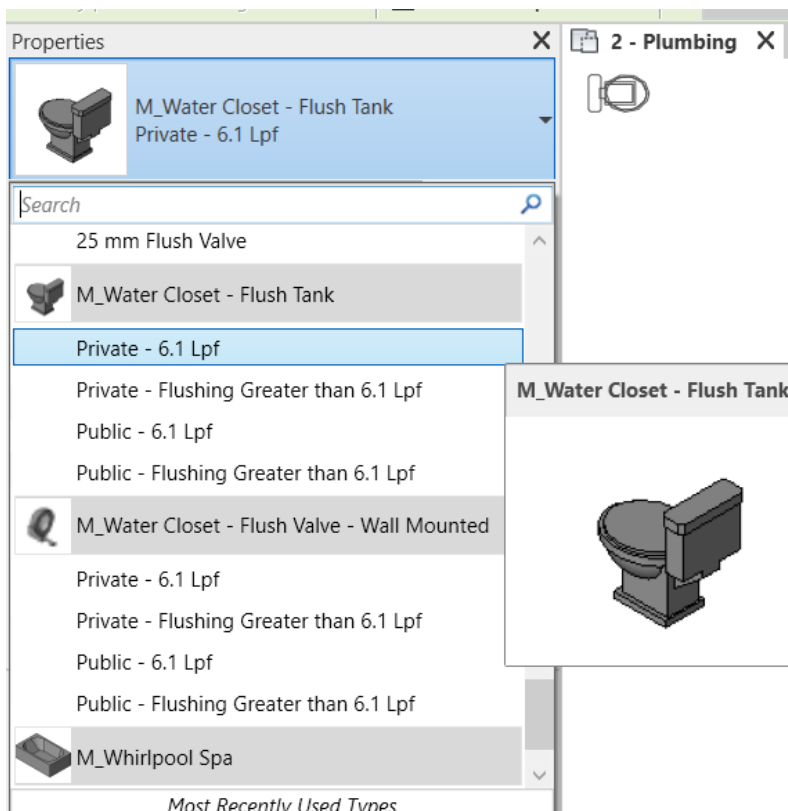 Properties
2 - Plumbing
M_Water Closet - Flush Tank
Private - 6.1 Lpf
Search
25 mm Flush Valve
M_Water Closet - Flush Tank
Private - 6.1 Lpf
Private - Flushing Greater than 6.1 Lpf
M_Water Closet - Flush Tank
Public - 6.1 Lpf
Public - Flushing Greater than 6.1 Lpf
M_Water Closet - Flush Valve - Wall Mounted
Private - 6.1 Lpf
Private - Flushing Greater than 6.1 Lpf
Public - 6.1 Lpf
Public - Flushing Greater than 6.1 Lpf
M_Whirlpool Spa
Most Recently Used Types